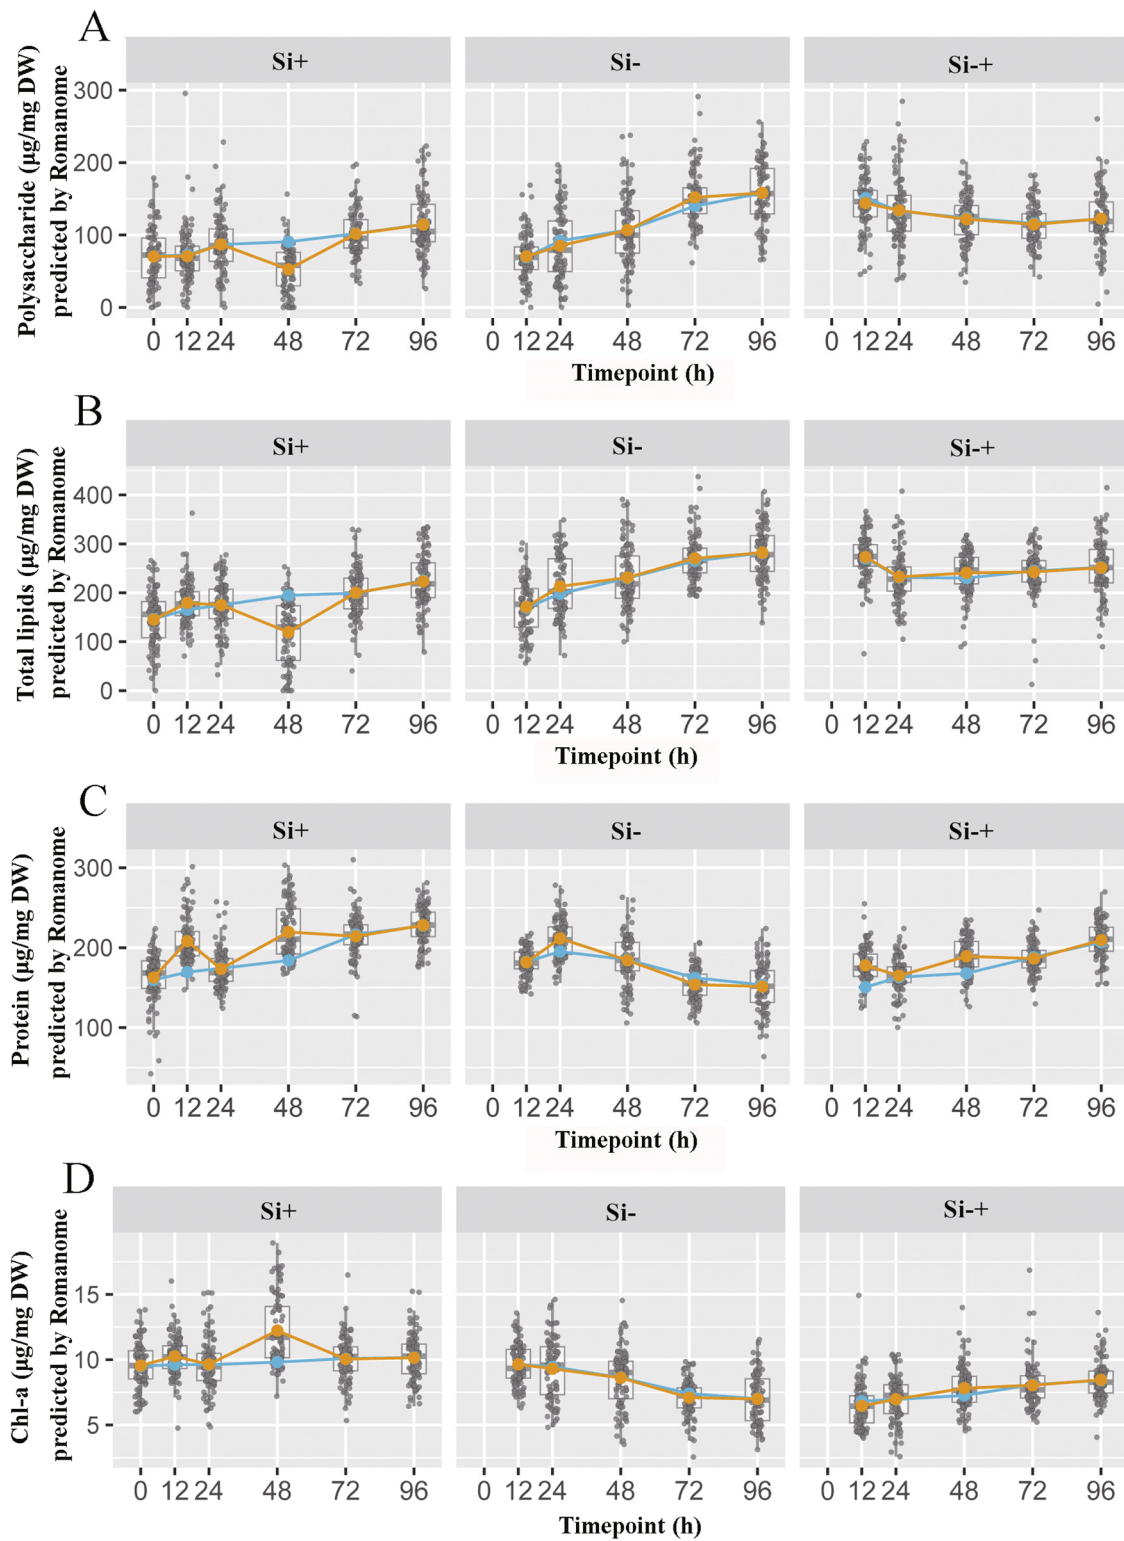 A
Si+ Si- Si-+
Polysaccharide (μg/mg DW)
predicted by Romanome
300
200
100
0
0 12 24 48 72 96 0 12 24 48 72 96 0 12 24 48 72 96
Timepoint (h)
B
Si+ Si- Si-+
Total lipids (μg/mg DW)
predicted by Romanome
400
300
200
100
0
0 12 24 48 72 96 0 12 24 48 72 96 0 12 24 48 72 96
Timepoint (h)
C
Si+ Si- Si-+
Protein (μg/mg DW)
predicted by Romanome
300
200
100
0 12 24 48 72 96 0 12 24 48 72 96 0 12 24 48 72 96
Timepoint (h)
D
Si+ Si- Si-+
Chl-a (μg/mg DW)
predicted by Romanome
15
10
5
0 12 24 48 72 96 0 12 24 48 72 96 0 12 24 48 72 96
Timepoint (h)